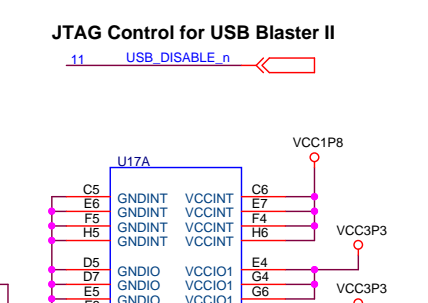 JTAG Control for USB Blaster II
11 USB_DISABLE_n
VCC1P8
U17A
C5 GNDINT VCCINT C6
E6 GNDINT VCCINT E7
F5 GNDINT VCCINT F4
H5 GNDINT VCCINT H6
VCC3P3
D5 GNDIO VCCIO1 E4
D7 GNDIO VCCIO1 G4
E5 GNDIO VCCIO1 G6
VCC3P3